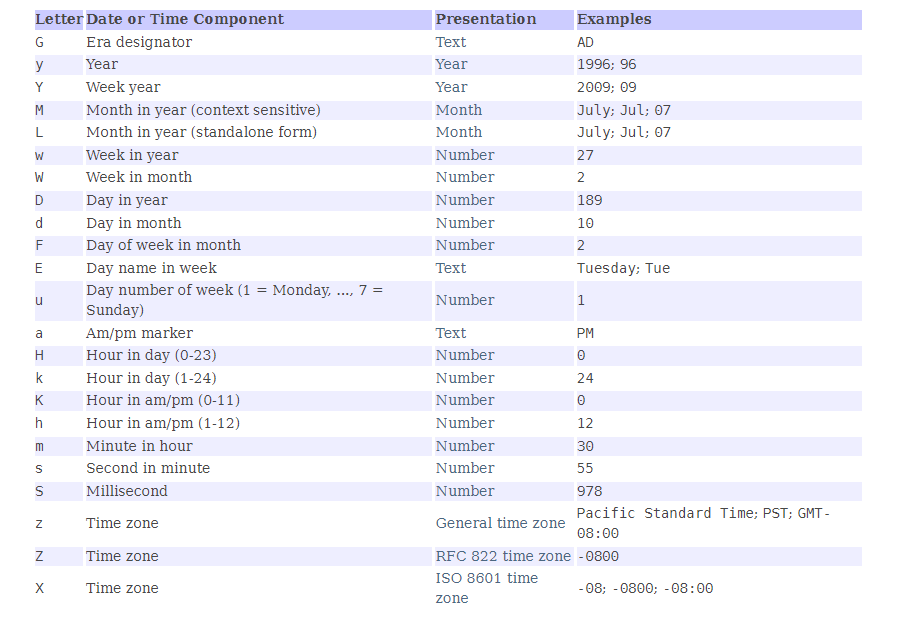 Letter Date or Time Component Presentation Examples
G Era designator Text AD
y Year Year 1996; 96
Y Week year Year 2009; 09
M Month in year (context sensitive) Month July; Jul; 07
L Month in year (standalone form) Month July; Jul; 07
w Week in year Number 27
W Week in month Number 2
D Day in year Number 189
d Day in month Number 10
F Day of week in month Number 2
E Day name in week Text Tuesday; Tue
u Day number of week (1 = Monday, ..., 7 =
Sunday) Number 1
a Am/pm marker Text PM
H Hour in day (0-23) Number 0
k Hour in day (1-24) Number 24
K Hour in am/pm (0-11) Number 0
h Hour in am/pm (1-12) Number 12
m Minute in hour Number 30
s Second in minute Number 55
S Millisecond Number 978
z Time zone General time zone Pacific Standard Time; PST; GMT-
08:00
Z Time zone RFC 822 time zone -0800
X Time zone ISO 8601 time
zone -08; -0800; -08:00